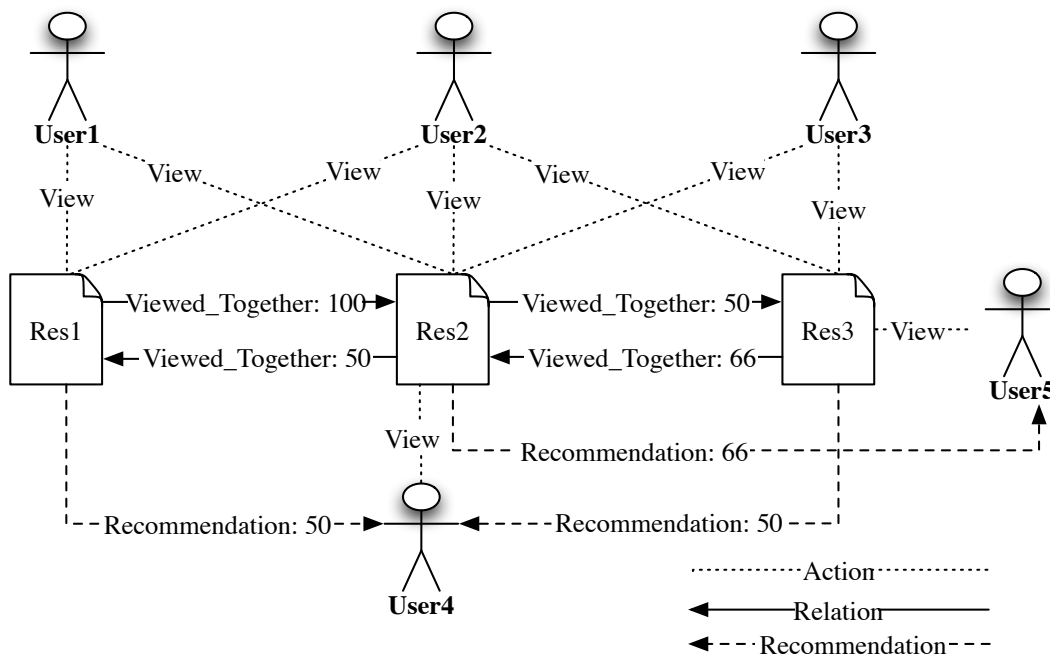 User1
User2
User3
View
View
View
View
View
View
View
Viewed_Together: 100
Viewed_Together: 50
Res1
Res2
Res3
View
Viewed_Together: 50
Viewed_Together: 66
User5
View
Recommendation: 66
Recommendation: 50
Recommendation: 50
User4
Action
Relation
Recommendation